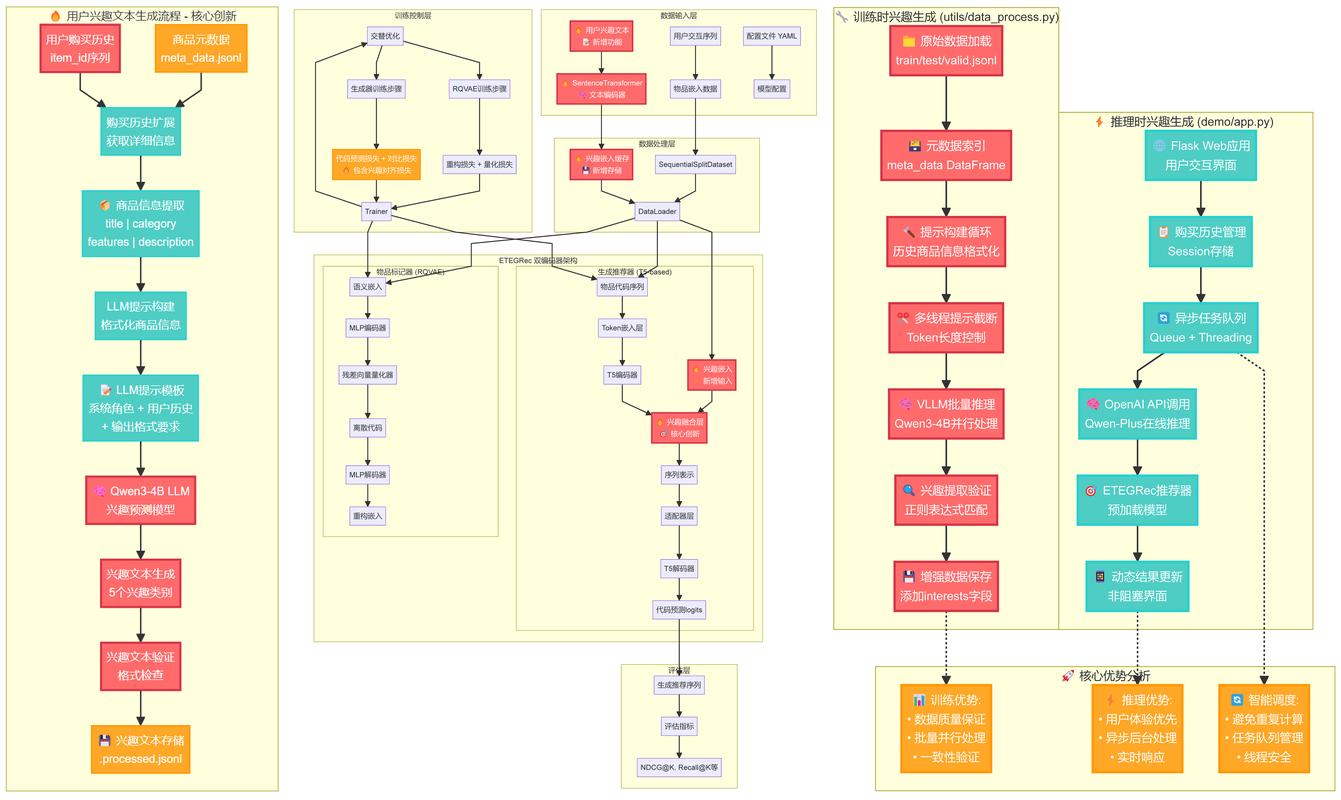 🔥 用户兴趣文本生成流程 - 核心创新
用户购买历史
item_id序列
商品元数据
meta_data.jsonl
购买历史扩展
获取详细信息
📦 商品信息提取
title | category
features | description
LLM提示构建
格式化商品信息
📝 LLM提示模板
系统角色 + 用户历史
+ 输出格式要求
🧠 Qwen3-4B LLM
兴趣预测模型
兴趣文本生成
5个兴趣类别
兴趣文本验证
格式检查
💾 兴趣文本存储
.processed.jsonl
训练控制层
交替优化
生成器训练步骤
RQVAE训练步骤
代码预测损失 + 对比损失
🔥 包含兴趣对齐损失
重构损失 + 量化损失
Trainer
数据输入层
🔥 用户兴趣文本
📝 新增功能
用户交互序列
配置文件 YAML
🔥 SentenceTransformer
🧠 文本编码器
物品嵌入数据
模型配置
数据处理层
🔥 兴趣嵌入缓存
💾 新增存储
SequentialSplitDataset
DataLoader
ETEGRec 双编码器架构
物品标记器 (RQVAE)
语义嵌入
MLP编码器
残差向量量化器
离散代码
MLP解码器
重构嵌入
生成推荐器 (T5-based)
物品代码序列
Token嵌入层
T5编码器
🔥 兴趣嵌入
新增输入
🔥 兴趣融合层
🎯 核心创新
序列表示
适配器层
T5解码器
代码预测logits
评估层
生成推荐序列
评估指标
NDCG@K, Recall@K等
🔧 训练时兴趣生成 (utils/data_process.py)
📁 原始数据加载
train/test/valid.jsonl
🗃️ 元数据索引
meta_data DataFrame
🔨 提示构建循环
历史商品信息格式化
✂️ 多线程提示截断
Token长度控制
🧠 VLLM批量推理
Qwen3-4B并行处理
🔍 兴趣提取验证
正则表达式匹配
💾 增强数据保存
添加interests字段
⚡ 推理时兴趣生成 (demo/app.py)
🌐 Flask Web应用
用户交互界面
📋 购买历史管理
Session存储
🔄 异步任务队列
Queue + Threading
🧠 OpenAI API调用
Qwen-Plus在线推理
🎯 ETEGRec推荐器
预加载模型
📱 动态结果更新
非阻塞界面
🚀 核心优势分析
📊 训练优势:
• 数据质量保证
• 批量并行处理
• 一致性验证
⚡ 推理优势:
• 用户体验优先
• 异步后台处理
• 实时响应
🔄 智能调度:
• 避免重复计算
• 任务队列管理
• 线程安全